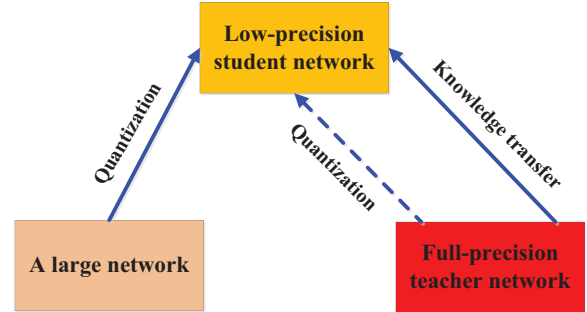 Low-precision
student network
Quantization
Quantization
Knowledge transfer
A large network
Full-precision
teacher network